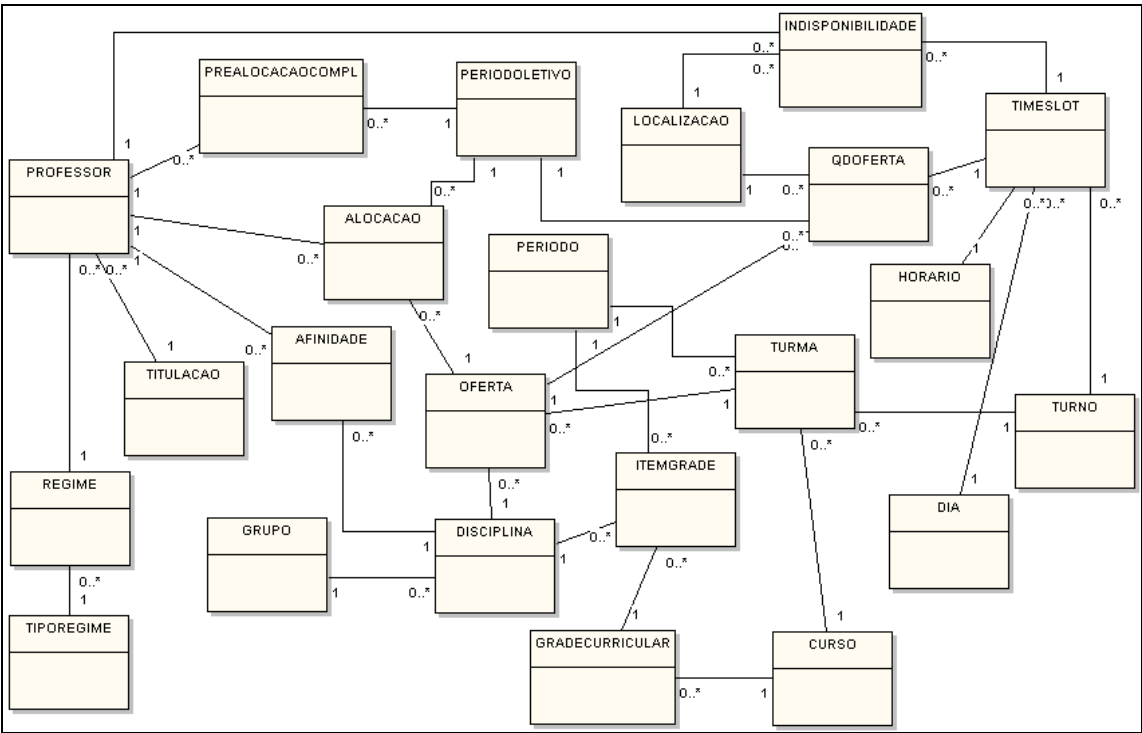 INDISPONIBILIDADE
0..*
0..*
0..*
PREALOCACAOCOMPL
PERIODOLETIVO
1
1
TIMESLOT
LOCALIZACAO
0..*
1
1
0..*
QDOFERTA
PROFESSOR
1
1
1
0..*
1
0..*
0..*
0..*
0..*
0..*
ALOCACAO
1
0..*
PERIODO
0..*
1
0..*
0..*
1
HORARIO
0..*
1
AFINIDADE
TURMA
1
0..*
1
1
0..*
TITULACAO
OFERTA
1
1
1
TURNO
0..*
0..*
1
0..*
0..*
1
REGIME
0..*
ITEMGRADE
0..*
1
1
GRUPO
DISCIPLINA
DIA
1
1
0..*
0..*
0..*
1
1
0..*
TIPOREGIME
1
1
GRADECURRICULAR
CURSO
0..*
1